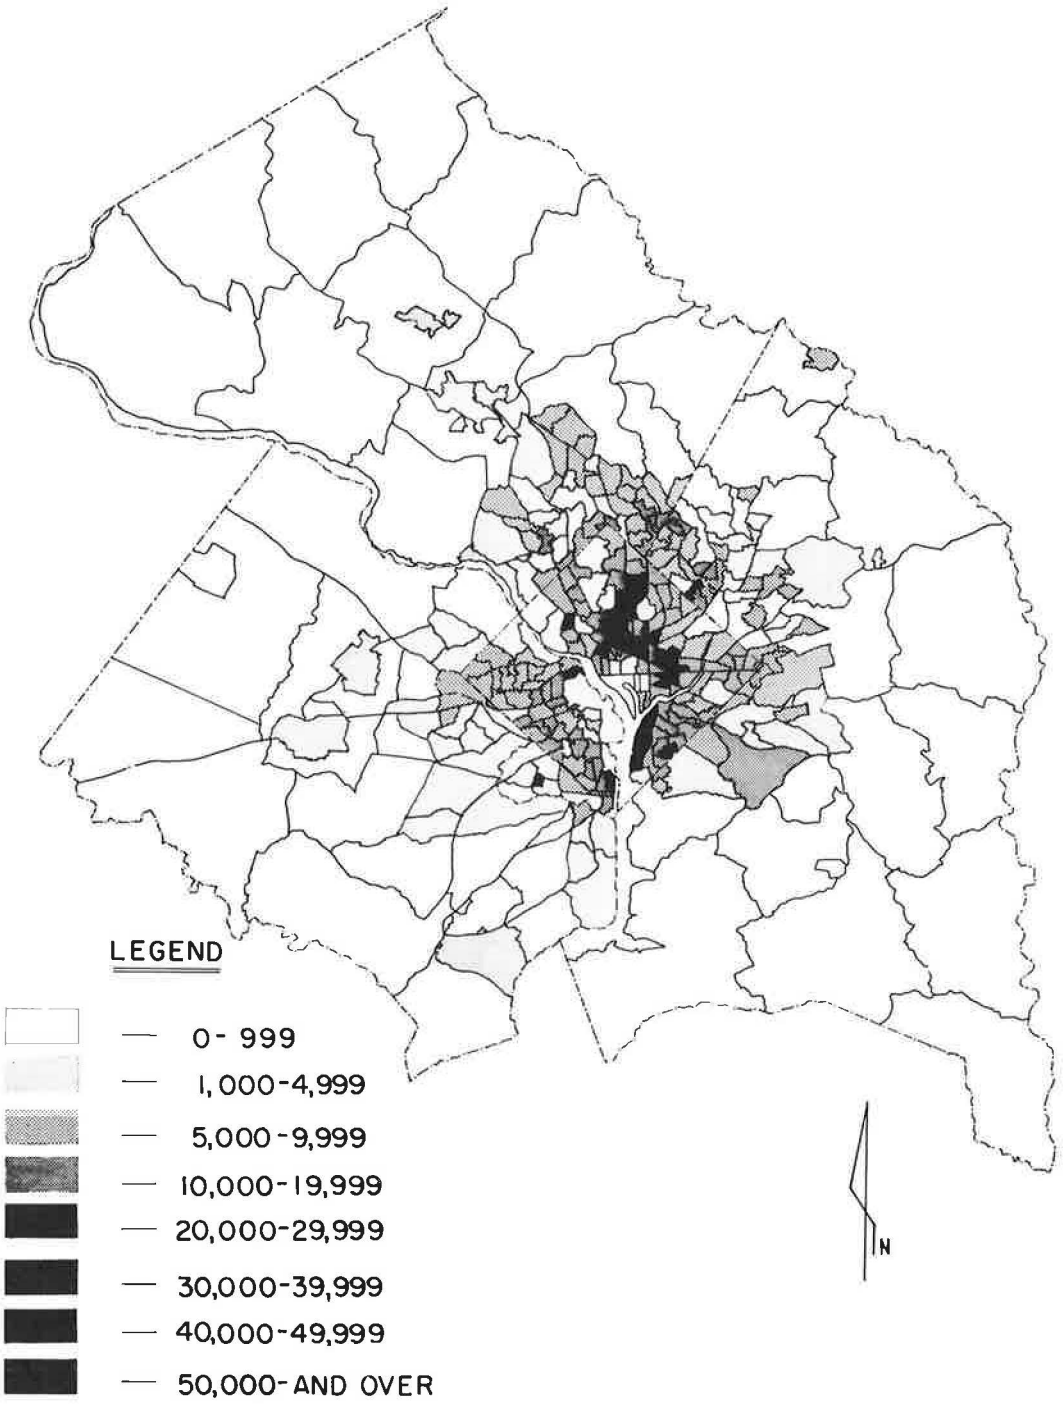 LEGEND
— 0-999
— 1,000-4,999
— 5,000-9,999
— 10,000-19,999
— 20,000-29,999
— 30,000-39,999
— 40,000-49,999
— 50,000-AND OVER
N